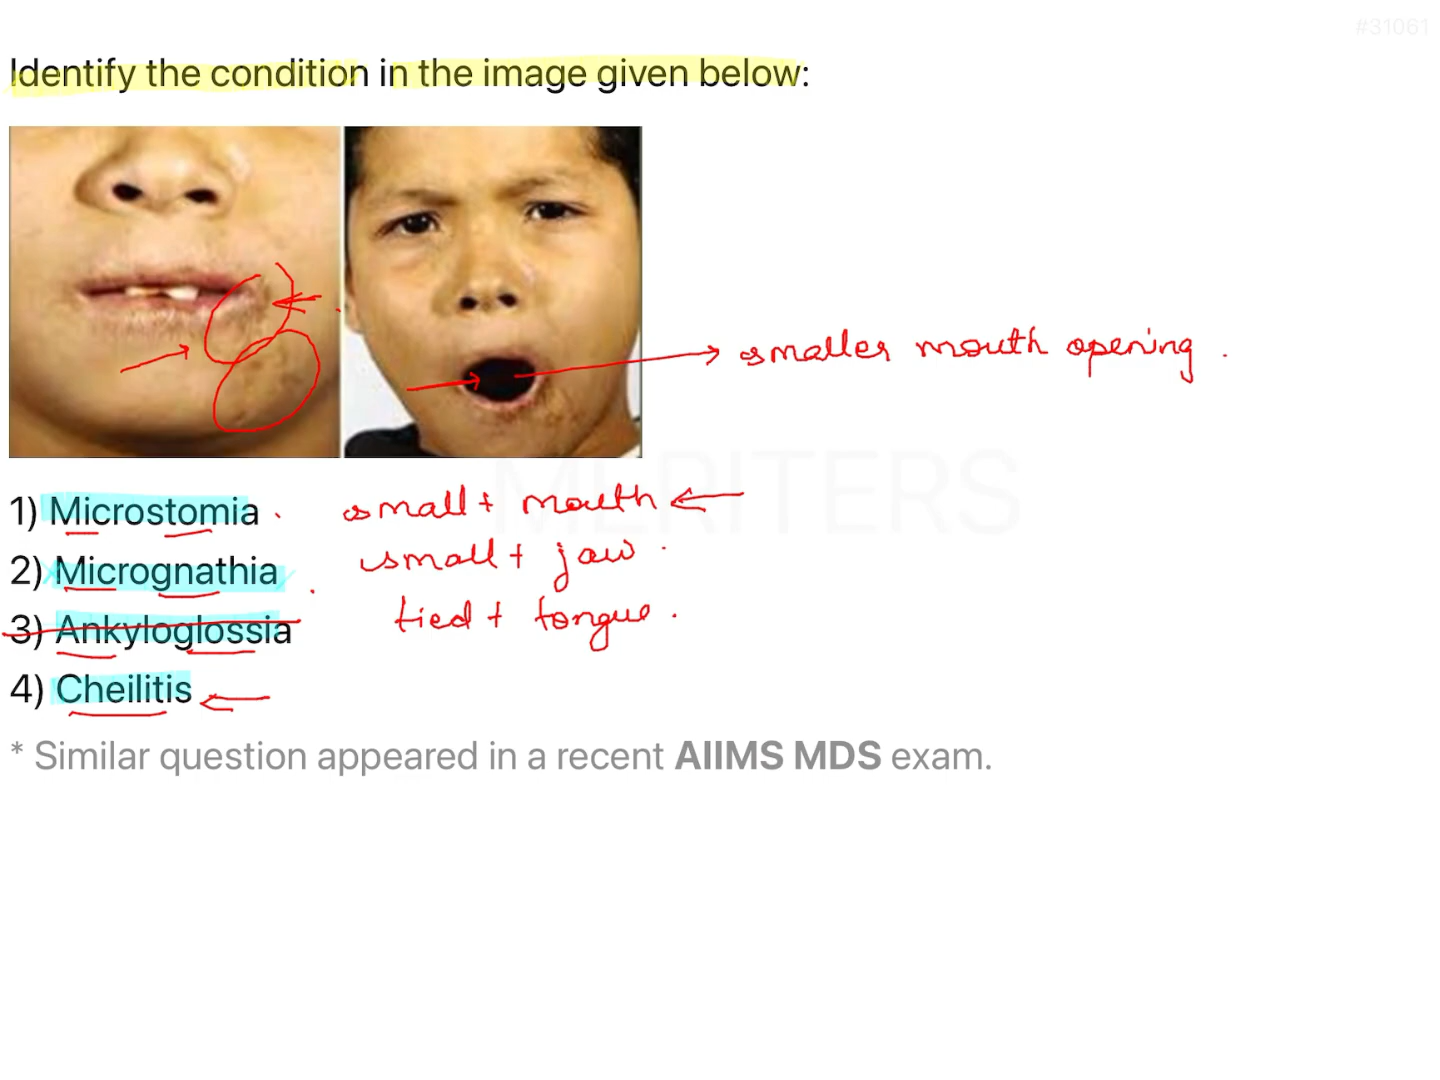 #31061
Identify the condition in the image given below:
smaller mouth opening.
1) Microstomia. small + mouth
2) Micrognathia. small + jaw.
3) Ankyloglossia tied + tongue.
4) Cheilitis
* Similar question appeared in a recent AIIMS MDS exam.
MERITERS